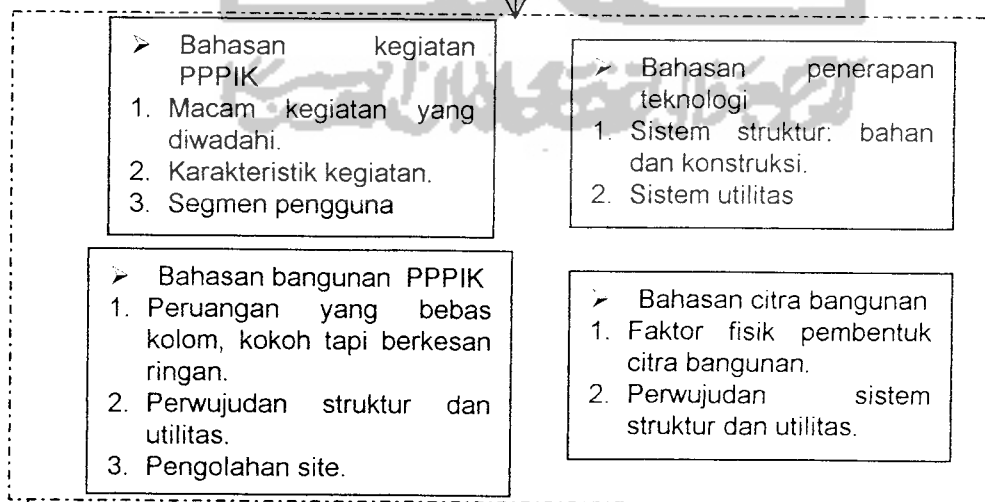 ➢ Bahasan kegiatan
PPPIK
1. Macam kegiatan yang
diwadahi.
2. Karakteristik kegiatan.
3. Segmen pengguna
➢ Bahasan penerapan
teknologi
1. Sistem struktur: bahan
dan konstruksi.
2. Sistem utilitas
➢ Bahasan bangunan PPPIK
1. Peruangan yang bebas
kolom, kokoh tapi berkesan
ringan.
2. Perwujudan struktur dan
utilitas.
3. Pengolahan site.
➢ Bahasan citra bangunan
1. Faktor fisik pembentuk
citra bangunan.
2. Perwujudan sistem
struktur dan utilitas.